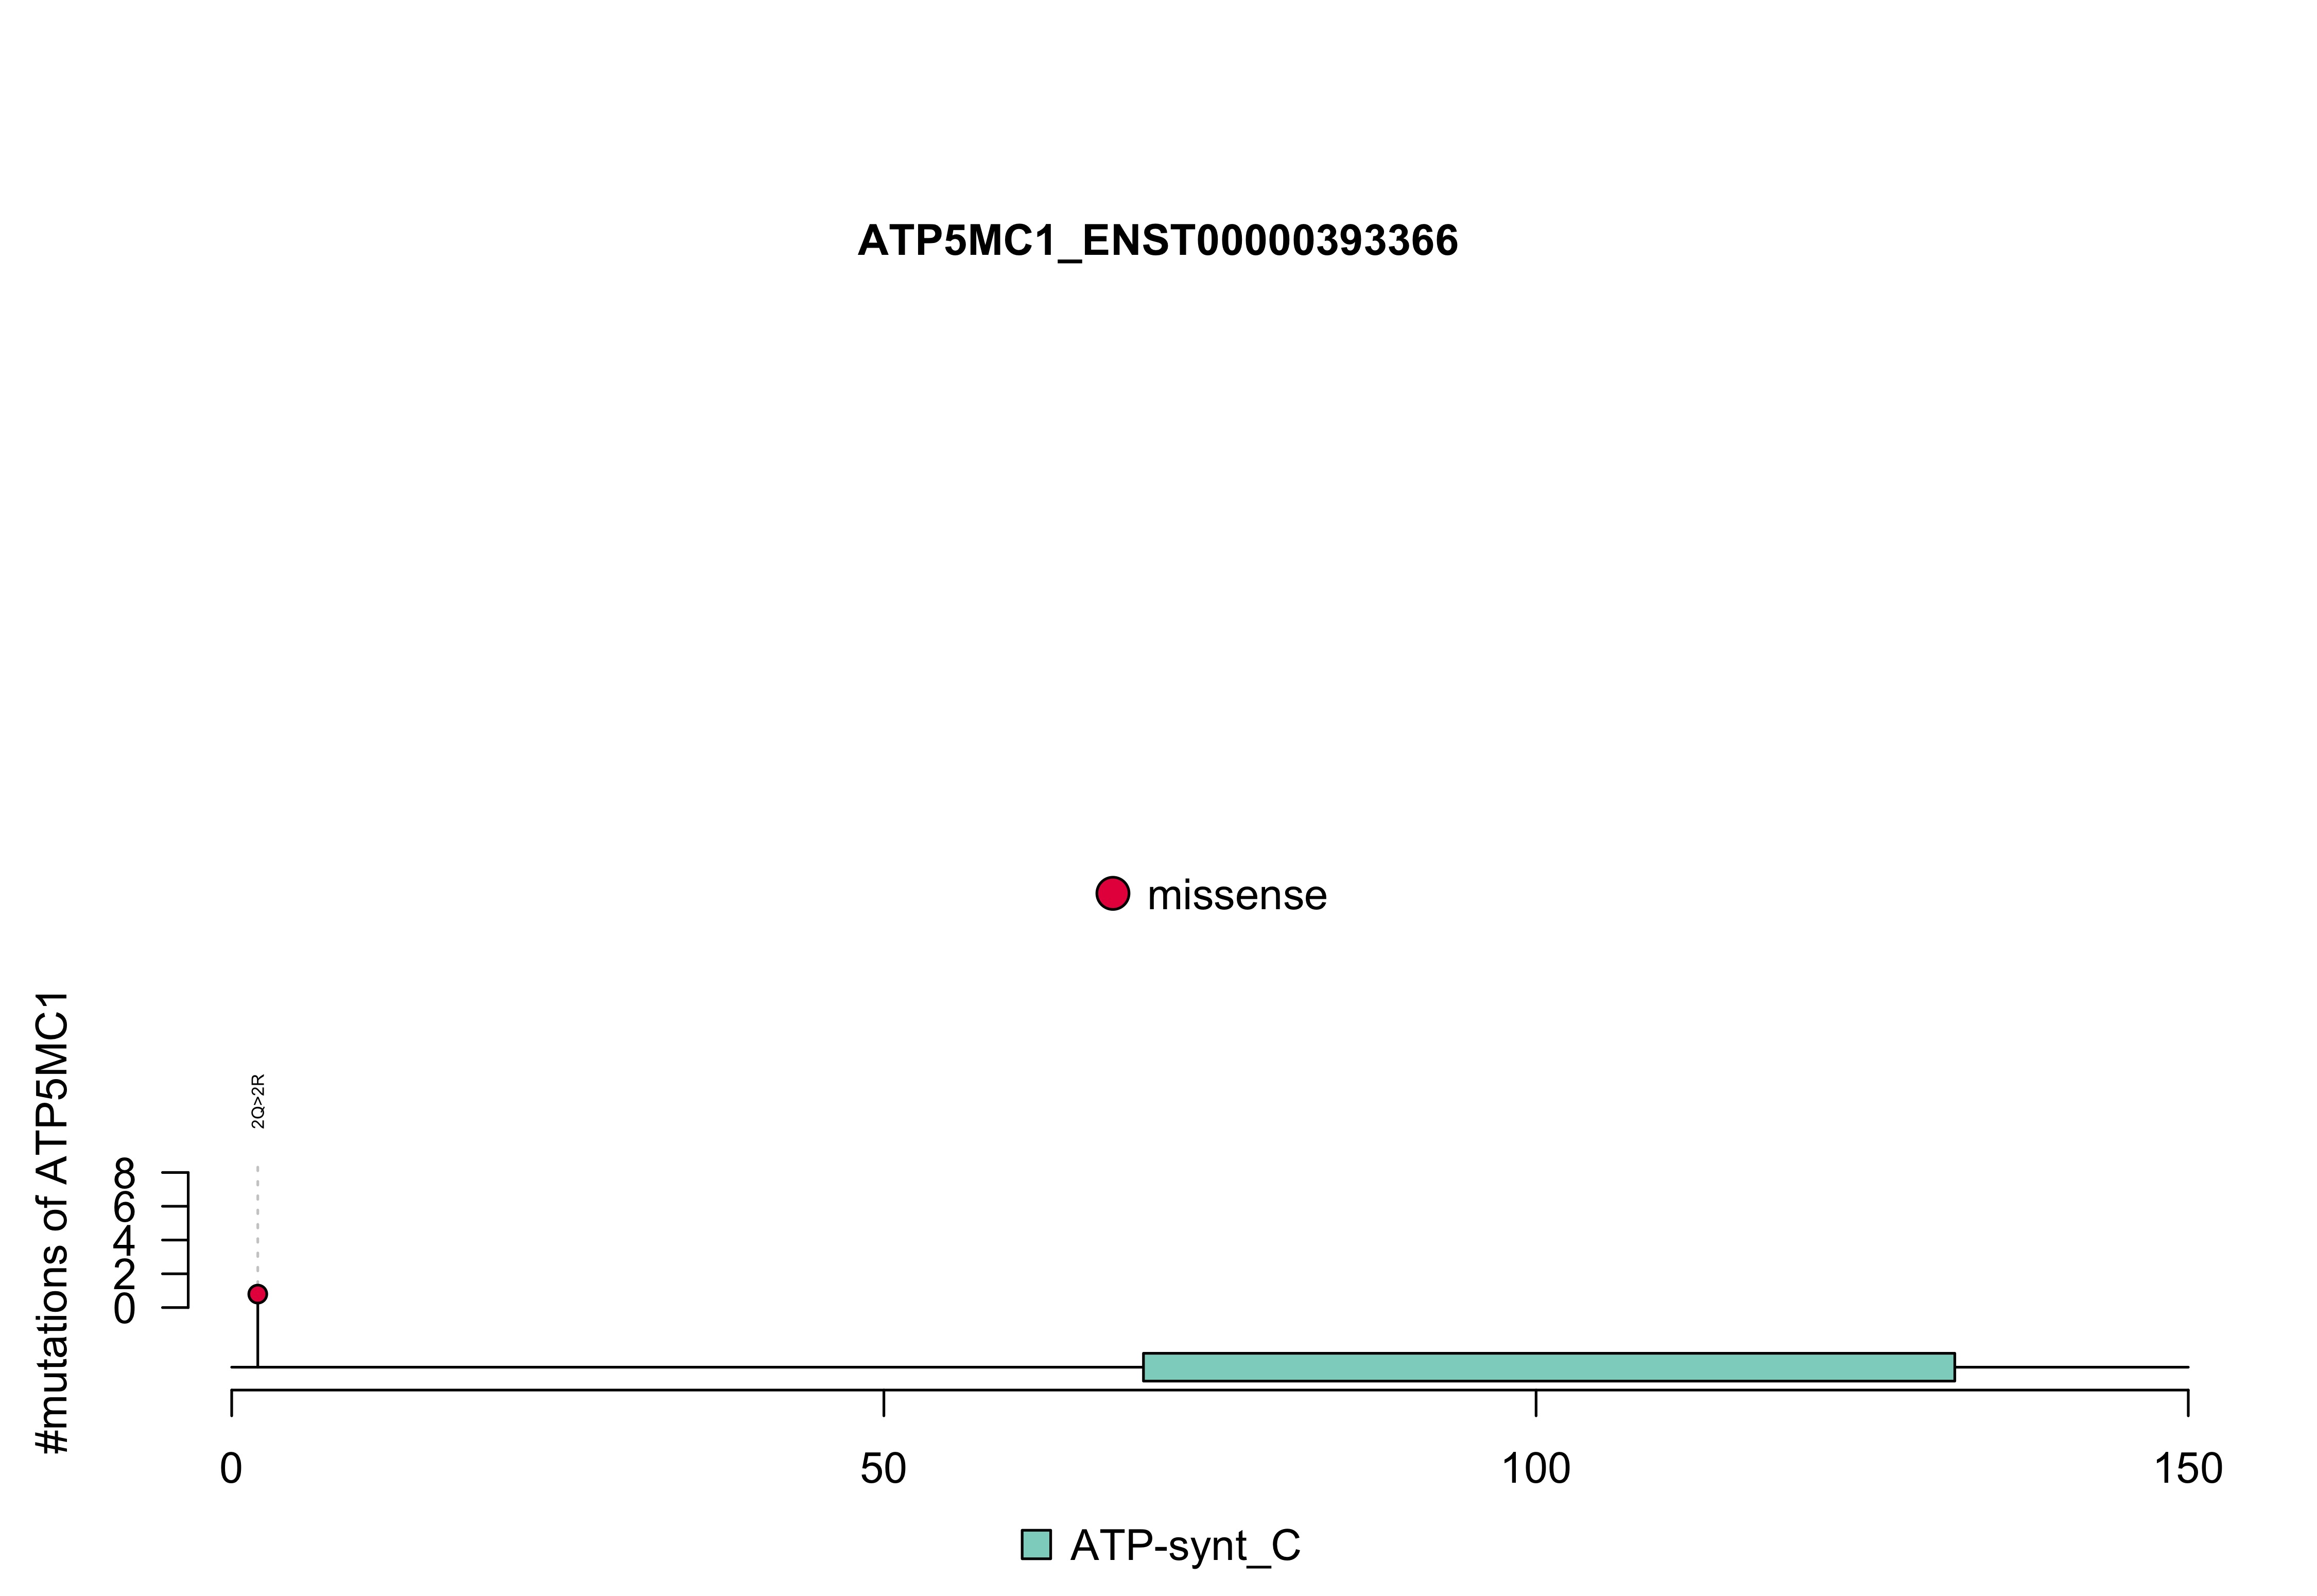 ATP5MC1_ENST00000393366
missense
#mutations of ATP5MC1
2Q>2R
8
6
4
2
0
0 50 100 150
ATP-synt_C